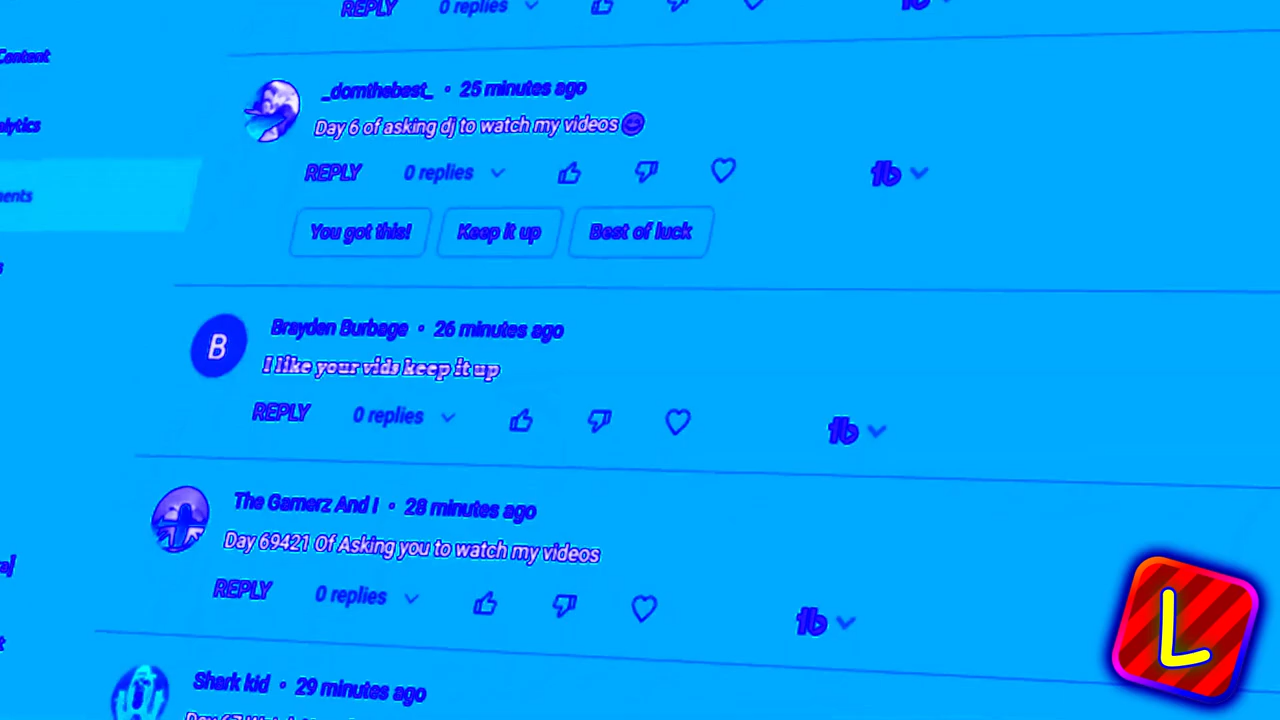 REPLY 0 replies
Content
_domthebest_ • 25 minutes ago
Day 6 of asking dj to watch my videos😊
REPLY 0 replies
You got this! Keep it up Best of luck
Brayden Burbage • 26 minutes ago
I like your vids keep it up
REPLY 0 replies
The Gamerz And I • 28 minutes ago
Day 69421 Of Asking you to watch my videos
REPLY 0 replies
L
Shark kid • 29 minutes ago